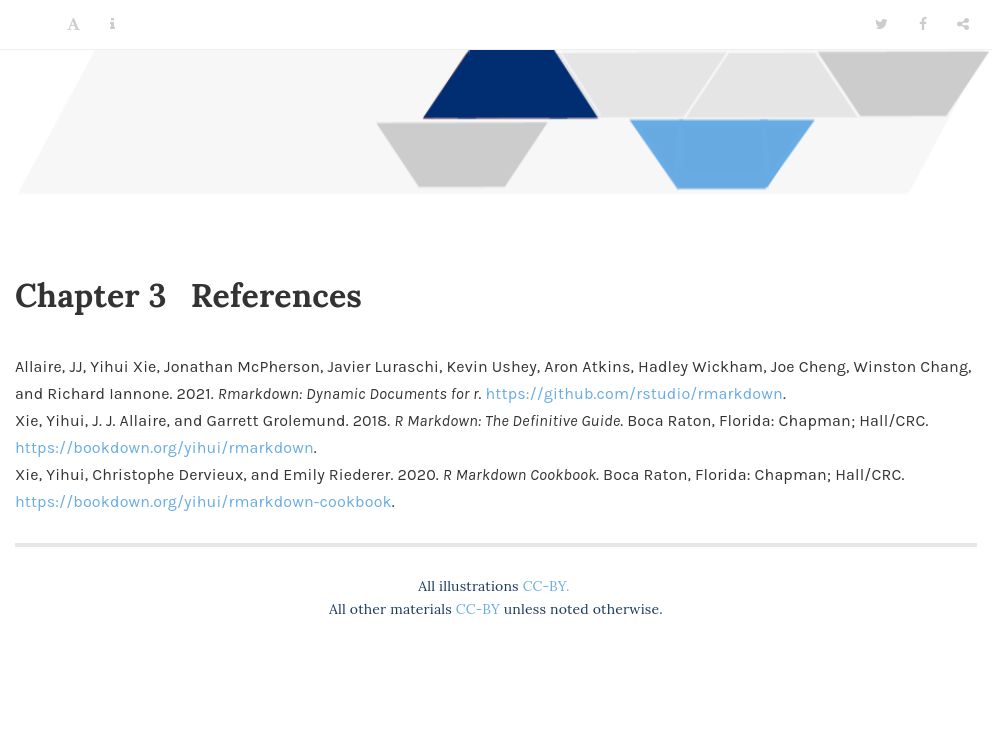 Chapter 3 References
Allaire, JJ, Yihui Xie, Jonathan McPherson, Javier Luraschi, Kevin Ushey, Aron Atkins, Hadley Wickham, Joe Cheng, Winston Chang,
and Richard Iannone. 2021. Rmarkdown: Dynamic Documents for r. https://github.com/rstudio/rmarkdown.
Xie, Yihui, J. J. Allaire, and Garrett Grolemund. 2018. R Markdown: The Definitive Guide. Boca Raton, Florida: Chapman; Hall/CRC.
https://bookdown.org/yihui/rmarkdown.
Xie, Yihui, Christophe Dervieux, and Emily Riederer. 2020. R Markdown Cookbook. Boca Raton, Florida: Chapman; Hall/CRC.
https://bookdown.org/yihui/rmarkdown-cookbook.
All illustrations CC-BY.
All other materials CC-BY unless noted otherwise.